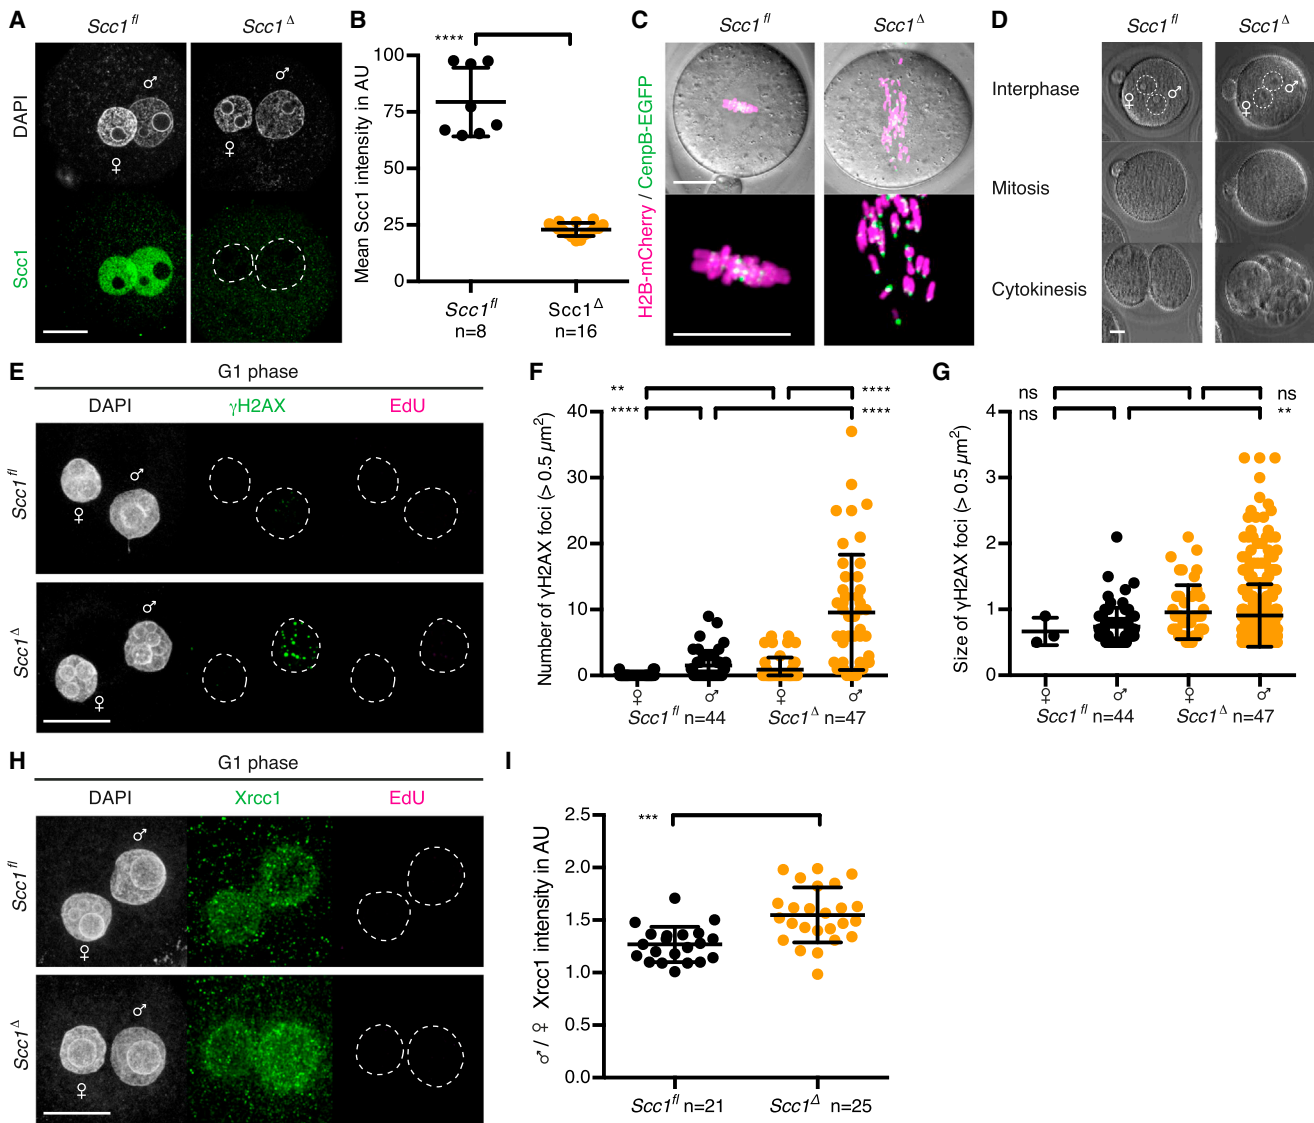 A
Scc1 fl
Scc1 Δ
DAPI
Scc1
♂
♀
♂
♀
B
****
Mean Scc1 intensity in AU
100
75
50
25
0
Scc1 fl
n=8
Scc1 Δ
n=16
C
Scc1 fl
Scc1 Δ
H2B-mCherry / CenpB-EGFP
D
Scc1 fl
Scc1 Δ
Interphase
♀
♂
♀
♂
Mitosis
Cytokinesis
E
G1 phase
DAPI
γH2AX
EdU
Scc1 fl
♂
♀
Scc1 Δ
♂
♀
F
**
****
****
****
Number of γH2AX foci (> 0.5 µm²)
40
30
20
10
0
♀
♂
♀
♂
Scc1 fl n=44
Scc1 Δ n=47
G
ns
ns
ns
**
Size of γH2AX foci (> 0.5 µm²)
4
3
2
1
0
♀
♂
♀
♂
Scc1 fl n=44
Scc1 Δ n=47
H
G1 phase
DAPI
Xrcc1
EdU
Scc1 fl
♂
♀
Scc1 Δ
♂
♀
I
***
♂ / ♀ Xrcc1 intensity in AU
2.5
2.0
1.5
1.0
0.5
0.0
Scc1 fl n=21
Scc1 Δ n=25